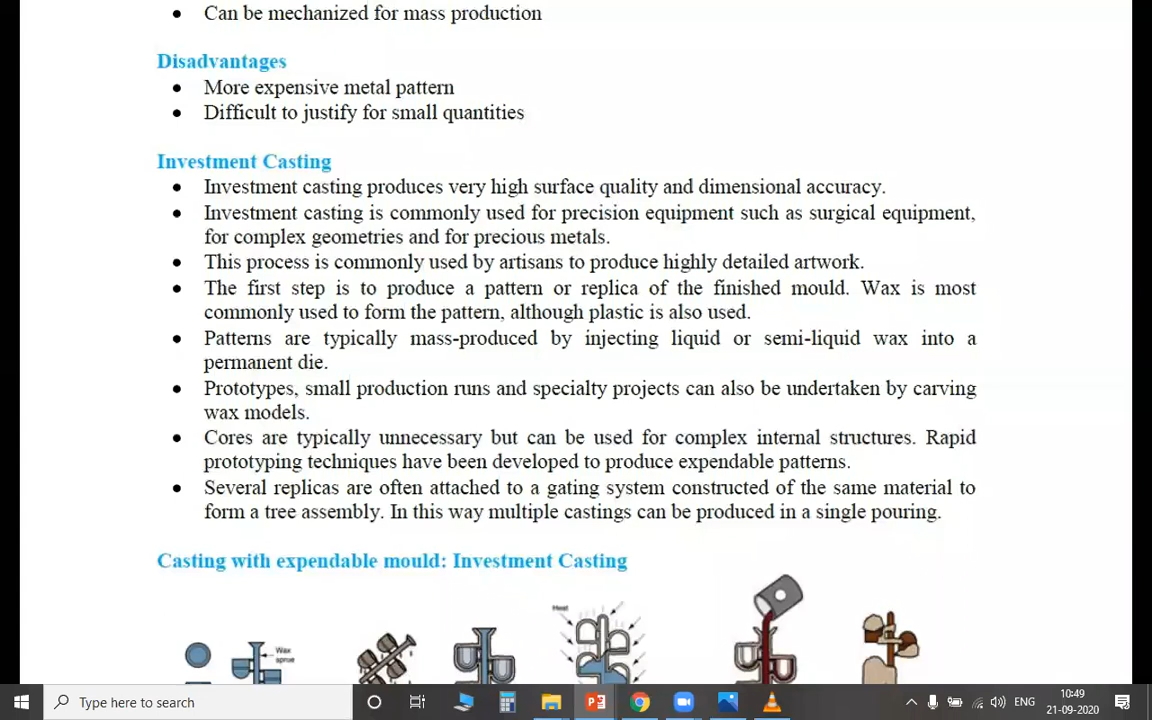 • Can be mechanized for mass production
Disadvantages
• More expensive metal pattern
• Difficult to justify for small quantities
Investment Casting
• Investment casting produces very high surface quality and dimensional accuracy.
• Investment casting is commonly used for precision equipment such as surgical equipment,
for complex geometries and for precious metals.
• This process is commonly used by artisans to produce highly detailed artwork.
• The first step is to produce a pattern or replica of the finished mould. Wax is most
commonly used to form the pattern, although plastic is also used.
• Patterns are typically mass-produced by injecting liquid or semi-liquid wax into a
permanent die.
• Prototypes, small production runs and specialty projects can also be undertaken by carving
wax models.
• Cores are typically unnecessary but can be used for complex internal structures. Rapid
prototyping techniques have been developed to produce expendable patterns.
• Several replicas are often attached to a gating system constructed of the same material to
form a tree assembly. In this way multiple castings can be produced in a single pouring.
Casting with expendable mould: Investment Casting
Heat
Wax
sprue
Type here to search
ENG
10:49
21-09-2020